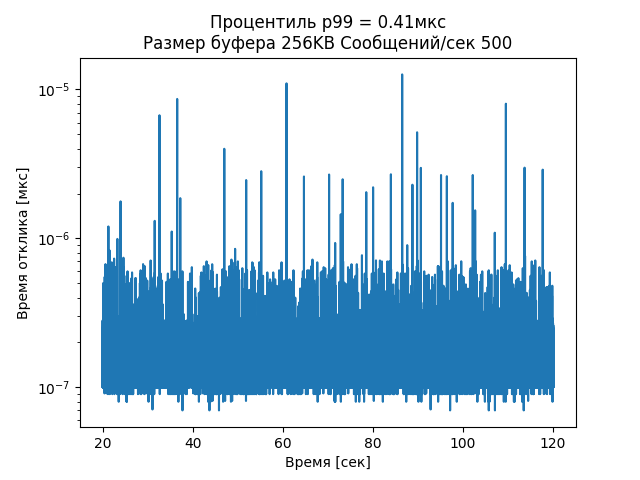 Процентиль p99 = 0.41мкс
Размер буфера 256KB Сообщений/сек 500
Время отклика [мкс]
10⁻⁵
10⁻⁶
10⁻⁷
20 40 60 80 100 120
Время [сек]